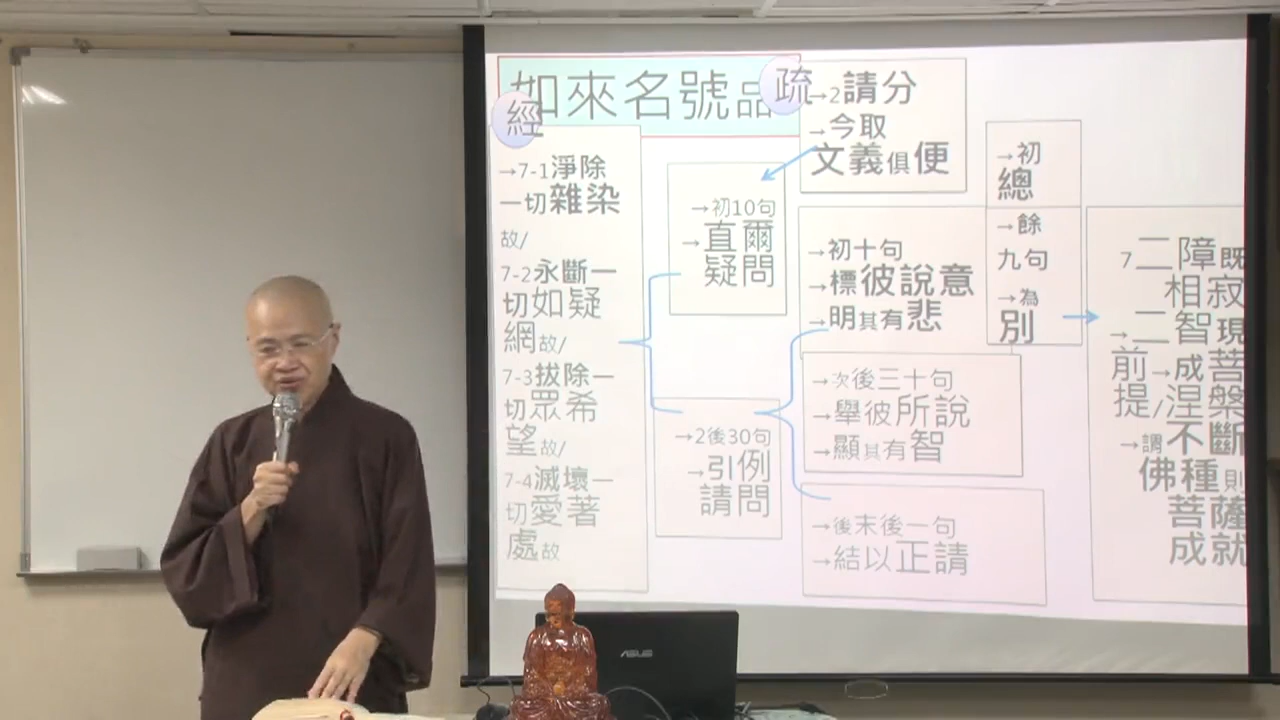 如來名號品
經
疏
→7-1淨除
一切雜染
故/
7-2永斷一
切如疑
網故/
7-3拔除一
切眾希
望故/
7-4滅壞一
切愛著
處故
→初10句
→直爾
疑問
→2後30句
→引例
請問
→2請分
→今取
文義俱便
→初十句
→標彼說意
→明其有悲
→次後三十句
→舉彼所說
→顯其有智
→後末後一句
→結以正請
→初
總
→餘
九句
→為
別
7二障既
相寂
→二智現
前→成菩
提/涅槃
→謂不斷
佛種則
菩薩
成就
ASUS